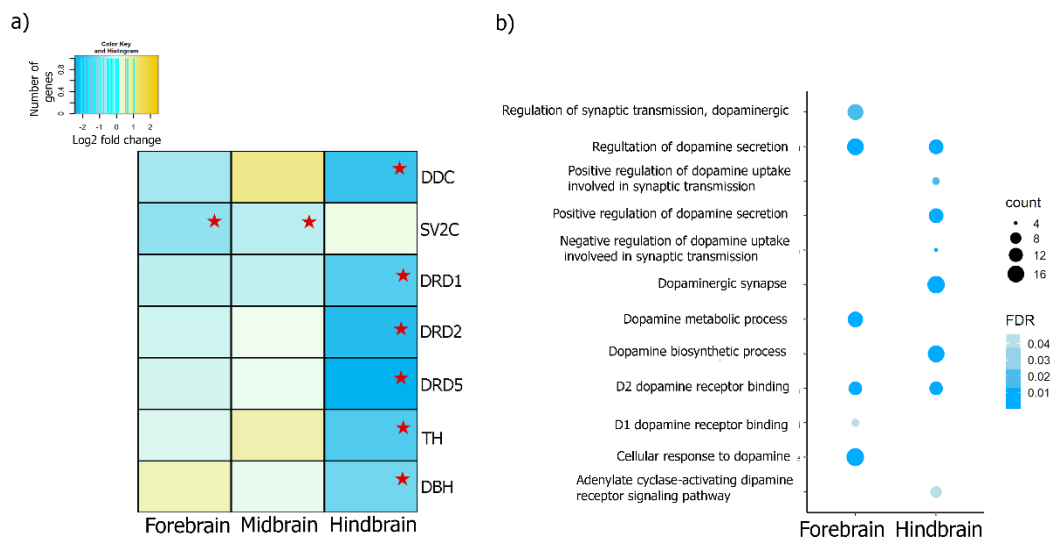 a)
Color Key
and Histogram
Number of
genes
0 0.4 0.8
-2 -1 0 1 2
Log2 fold change
DDC
SV2C
DRD1
DRD2
DRD5
TH
DBH
Forebrain Midbrain Hindbrain
b)
Regulation of synaptic transmission, dopaminergic
Regultation of dopamine secretion
Positive regulation of dopamine uptake
involved in synaptic transmission
Positive regulation of dopamine secretion
Negative regulation of dopamine uptake
involveed in synaptic transmission
Dopaminergic synapse
Dopamine metabolic process
Dopamine biosynthetic process
D2 dopamine receptor binding
D1 dopamine receptor binding
Cellular response to dopamine
Adenylate cyclase-activating dipamine
receptor signaling pathway
Forebrain Hindbrain
count
4
8
12
16
FDR
0.04
0.03
0.02
0.01